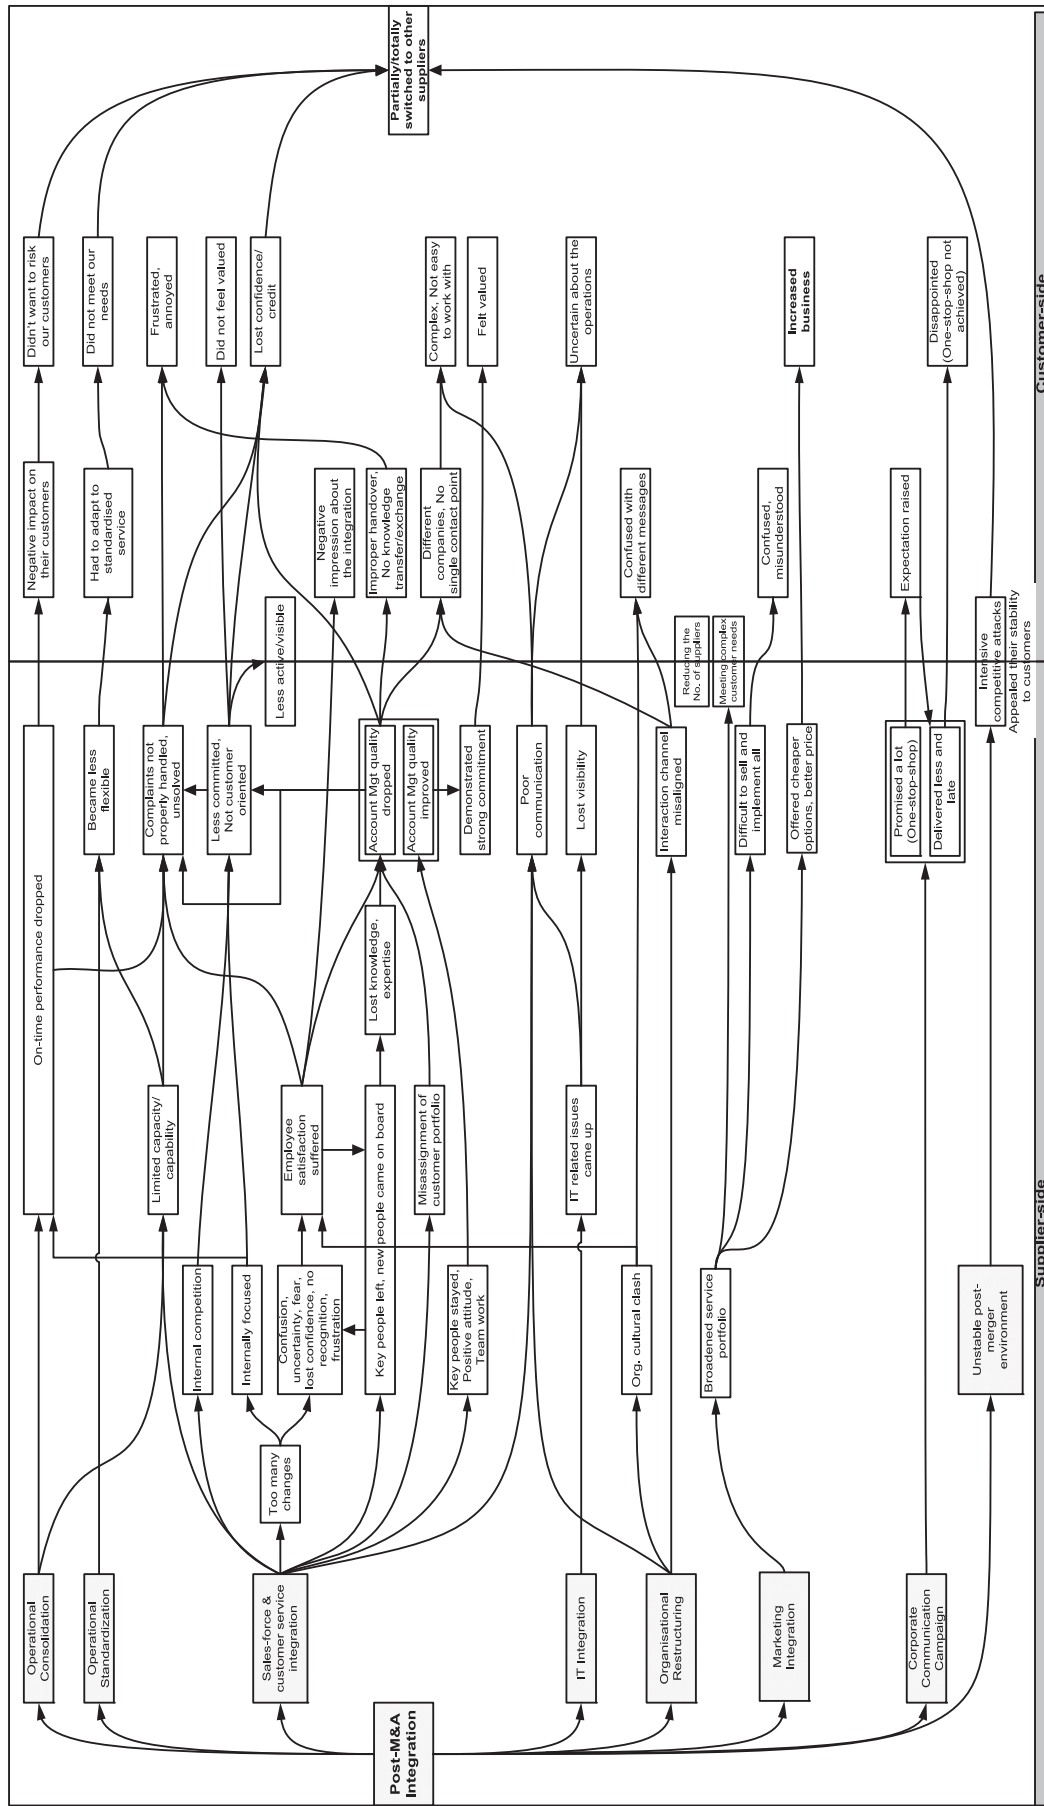 Post-M&A
Integration
Operational
Consolidation
Operational
Standardization
Sales-force &
customer service
integration
IT Integration
Organisational
Restructuring
Marketing
Integration
Corporate
Communication
Campaign
Too many
changes
Internal competition
Internally focused
Confusion,
uncertainty, fear,
lost confidence, no
recognition,
frustration
Key people left, new people came on board
Key people stayed,
Positive attitude,
Team work
Org. cultural clash
Broadened service
portfolio
Unstable post-
merger
environment
On-time performance dropped
Limited capacity/
capability
Employee
satisfaction
suffered
Misassignment of
customer portfolio
IT related issues
came up
Lost knowledge,
expertise
Became less
flexible
Complaints not
properly handled,
unsolved
Less committed,
Not customer
oriented
Account Mgt quality
dropped
Account Mgt quality
improved
Demonstrated
strong commitment
Poor
communication
Lost visibility
Interaction channel
misaligned
Difficult to sell and
implement all
Offered cheaper
options, better price
Promised a lot
(One-stop-shop)
Delivered less and
late
Less active/visible
Reducing the
No. of suppliers
Meeting complex
customer needs
Intensive
competitive attacks
Appealed their stability
to customers
Negative impact on
their customers
Had to adapt to
standardised
service
Negative
impression about
the integration
Improper handover,
No knowledge
transfer/exchange
Different
companies, No
single contact point
Confused with
different messages
Confused,
misunderstood
Expectation raised
Didn't want to risk
our customers
Did not meet our
needs
Frustrated,
annoyed
Did not feel valued
Lost confidence/
credit
Complex, Not easy
to work with
Felt valued
Uncertain about the
operations
Increased
business
Disappointed
(One-stop-shop not
achieved)
Partially/totally
switched to other
suppliers
Supplier-side
Customer-side